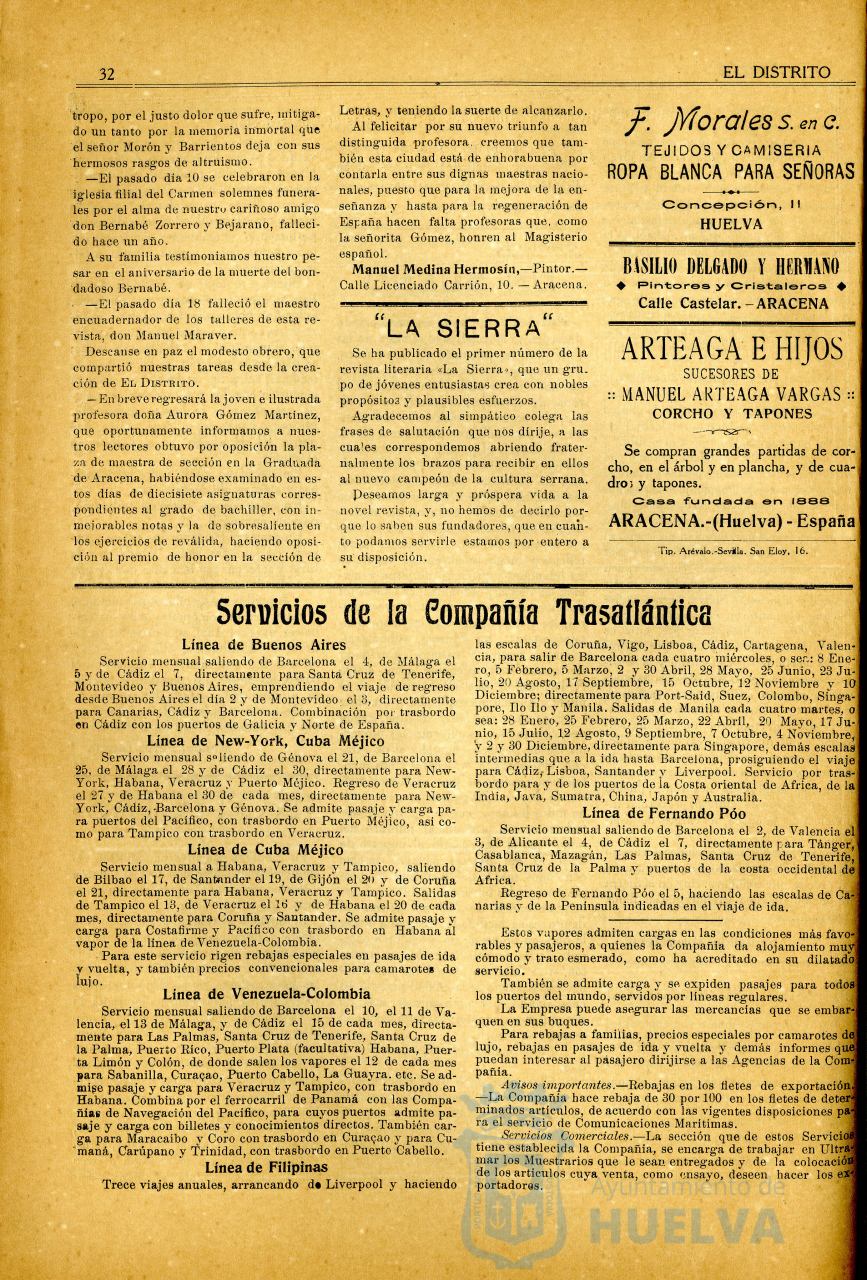 32
EL DISTRITO
tropo, por el justo dolor que sufre, mitiga-
do un tanto por la memoria inmortal que
el señor Morón y Barrientos deja con sus
hermosos rasgos de altruismo.
—El pasado día 10 se celebraron en la
iglesia filial del Carmen solemnes funera-
les por el alma de nuestro cariñoso amigo
don Bernabé Zorrero y Bejarano, falleci-
do hace un año.
A su familia testimoniamos nuestro pe-
sar en el aniversario de la muerte del bon-
dadoso Bernabé.
—El pasado día 18 falleció el maestro
encuadernador de los talleres de esta re-
vista, don Manuel Maraver.
Descanse en paz el modesto obrero, que
compartió nuestras tareas desde la crea-
ción de EL DISTRITO.
—En breve regresará la joven e ilustrada
profesora doña Aurora Gómez Martínez,
que oportunamente informamos a nues-
tros lectores obtuvo por oposición la pla-
za de maestra de sección en la Graduada
de Aracena, habiéndose examinado en es-
tos días de diecisiete asignaturas corres-
pondientes al grado de bachiller, con in-
mejorables notas y la de sobresaliente en
los ejercicios de reválida, haciendo oposi-
ción al premio de honor en la sección de
Letras, y teniendo la suerte de alcanzarlo.
Al felicitar por su nuevo triunfo a tan
distinguida profesora, creemos que tam-
bién esta ciudad está de enhorabuena por
contarla entre sus dignas maestras nacio-
nales, puesto que para la mejora de la en-
señanza y hasta para la regeneración de
España hacen falta profesoras que, como
la señorita Gómez, honren al Magisterio
español.
Manuel Medina Hermosín,—Pintor.—
Calle Licenciado Carrión, 10. — Aracena.
"LA SIERRA"
Se ha publicado el primer número de la
revista literaria «La Sierra», que un gru-
po de jóvenes entusiastas crea con nobles
propósitos y plausibles esfuerzos.
Agradecemos al simpático colega las
frases de salutación que nos dirije, a las
cuales correspondemos abriendo frater-
nalmente los brazos para recibir en ellos
al nuevo campeón de la cultura serrana.
Deseamos larga y próspera vida a la
novel revista, y, no hemos de decirlo por-
que lo saben sus fundadores, que en cuan-
to podamos servirle estamos por entero a
su disposición.
F. Morales S. en C.
TEJIDOS Y CAMISERIA
ROPA BLANCA PARA SEÑORAS
Concepción, 11
HUELVA
BASILIO DELGADO Y HERMANO
◆ Pintores y Cristaleros ◆
Calle Castelar. – ARACENA
ARTEAGA E HIJOS
SUCESORES DE
:: MANUEL ARTEAGA VARGAS ::
CORCHO Y TAPONES
Se compran grandes partidas de cor-
cho, en el árbol y en plancha, y de cua-
dros y tapones.
Casa fundada en 1888
ARACENA.-(Huelva) - España
Tip. Arévalo.-Sevilla. San Eloy, 16.
Servicios de la Compañía Trasatlántica
Línea de Buenos Aires
Servicio mensual saliendo de Barcelona el 4, de Málaga el
5 y de Cádiz el 7, directamente para Santa Cruz de Tenerife,
Montevideo y Buenos Aires, emprendiendo el viaje de regreso
desde Buenos Aires el día 2 y de Montevideo el 3, directamente
para Canarias, Cádiz y Barcelona. Combinación por trasbordo
en Cádiz con los puertos de Galicia y Norte de España.
Línea de New-York, Cuba Méjico
Servicio mensual saliendo de Génova el 21, de Barcelona el
25, de Málaga el 28 y de Cádiz el 30, directamente para New-
York, Habana, Veracruz y Puerto Méjico. Regreso de Veracruz
el 27 y de Habana el 30 de cada mes, directamente para New-
York, Cádiz, Barcelona y Génova. Se admite pasaje y carga pa-
ra puertos del Pacífico, con trasbordo en Puerto Méjico, así co-
mo para Tampico con trasbordo en Veracruz.
Línea de Cuba Méjico
Servicio mensual a Habana, Veracruz y Tampico, saliendo
de Bilbao el 17, de Santander el 19, de Gijón el 20 y de Coruña
el 21, directamente para Habana, Veracruz y Tampico. Salidas
de Tampico el 13, de Veracruz el 16 y de Habana el 20 de cada
mes, directamente para Coruña y Santander. Se admite pasaje y
carga para Costafirme y Pacífico con trasbordo en Habana al
vapor de la línea de Venezuela-Colombia.
Para este servicio rigen rebajas especiales en pasajes de ida
y vuelta, y también precios convencionales para camarotes de
lujo.
Línea de Venezuela-Colombia
Servicio mensual saliendo de Barcelona el 10, el 11 de Va-
lencia, el 13 de Málaga, y de Cádiz el 15 de cada mes, directa-
mente para Las Palmas, Santa Cruz de Tenerife, Santa Cruz de
la Palma, Puerto Rico, Puerto Plata (facultativa) Habana, Puer-
ta Limón y Colón, de donde salen los vapores el 12 de cada mes
para Sabanilla, Curaçao, Puerto Cabello, La Guayra. etc. Se ad-
mise pasaje y carga para Veracruz y Tampico, con trasbordo en
Habana. Combina por el ferrocarril de Panamá con las Compa-
ñías de Navegación del Pacífico, para cuyos puertos admite pa-
saje y carga con billetes y conocimientos directos. También car-
ga para Maracaibo y Coro con trasbordo en Curaçao y para Cu-
maná, Carúpano y Trinidad, con trasbordo en Puerto Cabello.
Línea de Filipinas
Trece viajes anuales, arrancando de Liverpool y haciendo
las escalas de Coruña, Vigo, Lisboa, Cádiz, Cartagena, Valen-
cia, para salir de Barcelona cada cuatro miércoles, o sea: 8 Ene-
ro, 5 Febrero, 5 Marzo, 2 y 30 Abril, 28 Mayo, 25 Junio, 23 Ju-
lio, 20 Agosto, 17 Septiembre, 15 Octubre, 12 Noviembre y 10
Diciembre; directamente para Port-Said, Suez, Colombo, Singa-
pore, Ilo Ilo y Manila. Salidas de Manila cada cuatro martes, o
sea: 28 Enero, 25 Febrero, 25 Marzo, 22 Abril, 20 Mayo, 17 Ju-
nio, 15 Julio, 12 Agosto, 9 Septiembre, 7 Octubre, 4 Noviembre,
y 2 y 30 Diciembre, directamente para Singapore, demás escalas
intermedias que a la ida hasta Barcelona, prosiguiendo el viaje
para Cádiz, Lisboa, Santander y Liverpool. Servicio por tras-
bordo para y de los puertos de la Costa oriental de Africa, de la
India, Java, Sumatra, China, Japón y Australia.
Línea de Fernando Póo
Servicio mensual saliendo de Barcelona el 2, de Valencia el
3, de Alicante el 4, de Cádiz el 7, directamente para Tánger,
Casablanca, Mazagán, Las Palmas, Santa Cruz de Tenerife,
Santa Cruz de la Palma y puertos de la costa occidental de
Africa.
Regreso de Fernando Póo el 5, haciendo las escalas de Ca-
narias y de la Península indicadas en el viaje de ida.
Estos vapores admiten cargas en las condiciones más favo-
rables y pasajeros, a quienes la Compañía da alojamiento muy
cómodo y trato esmerado, como ha acreditado en su dilatado
servicio.
También se admite carga y se expiden pasajes para todos
los puertos del mundo, servidos por líneas regulares.
La Empresa puede asegurar las mercancías que se embar-
quen en sus buques.
Para rebajas a familias, precios especiales por camarotes de
lujo, rebajas en pasajes de ida y vuelta y demás informes que
puedan interesar al pasajero dirigirse a las Agencias de la Com-
pañía.
Avisos importantes.—Rebajas en los fletes de exportación.
—La Compañía hace rebaja de 30 por 100 en los fletes de deter-
minados artículos, de acuerdo con las vigentes disposiciones pa-
ra el servicio de Comunicaciones Marítimas.
Servicios Comerciales.—La sección que de estos Servicios
tiene establecida la Compañía, se encarga de trabajar en Ultra-
mar los Muestrarios que le sean entregados y de la colocación
de los artículos cuya venta, como ensayo, deseen hacer los ex-
portadores.
Ayuntamiento de
HUELVA